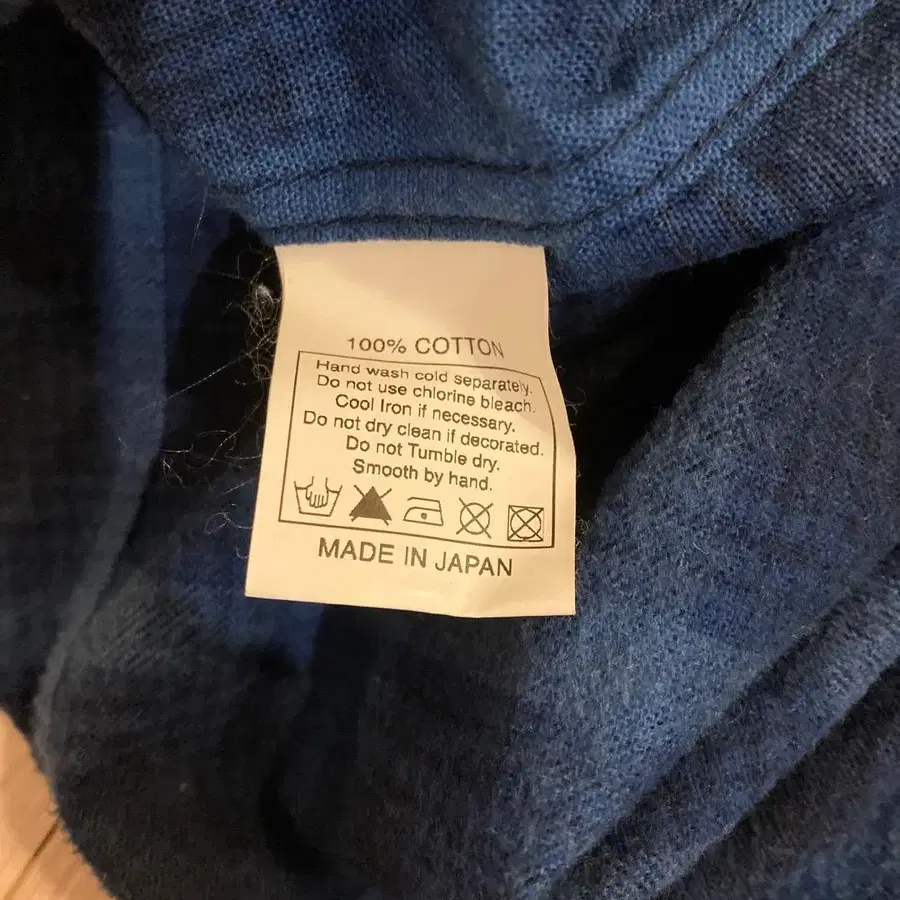 100% COTTON
Hand wash cold separately.
Do not use chlorine bleach.
Cool Iron if necessary.
Do not dry clean if decorated.
Do not Tumble dry.
Smooth by hand.
MADE IN JAPAN